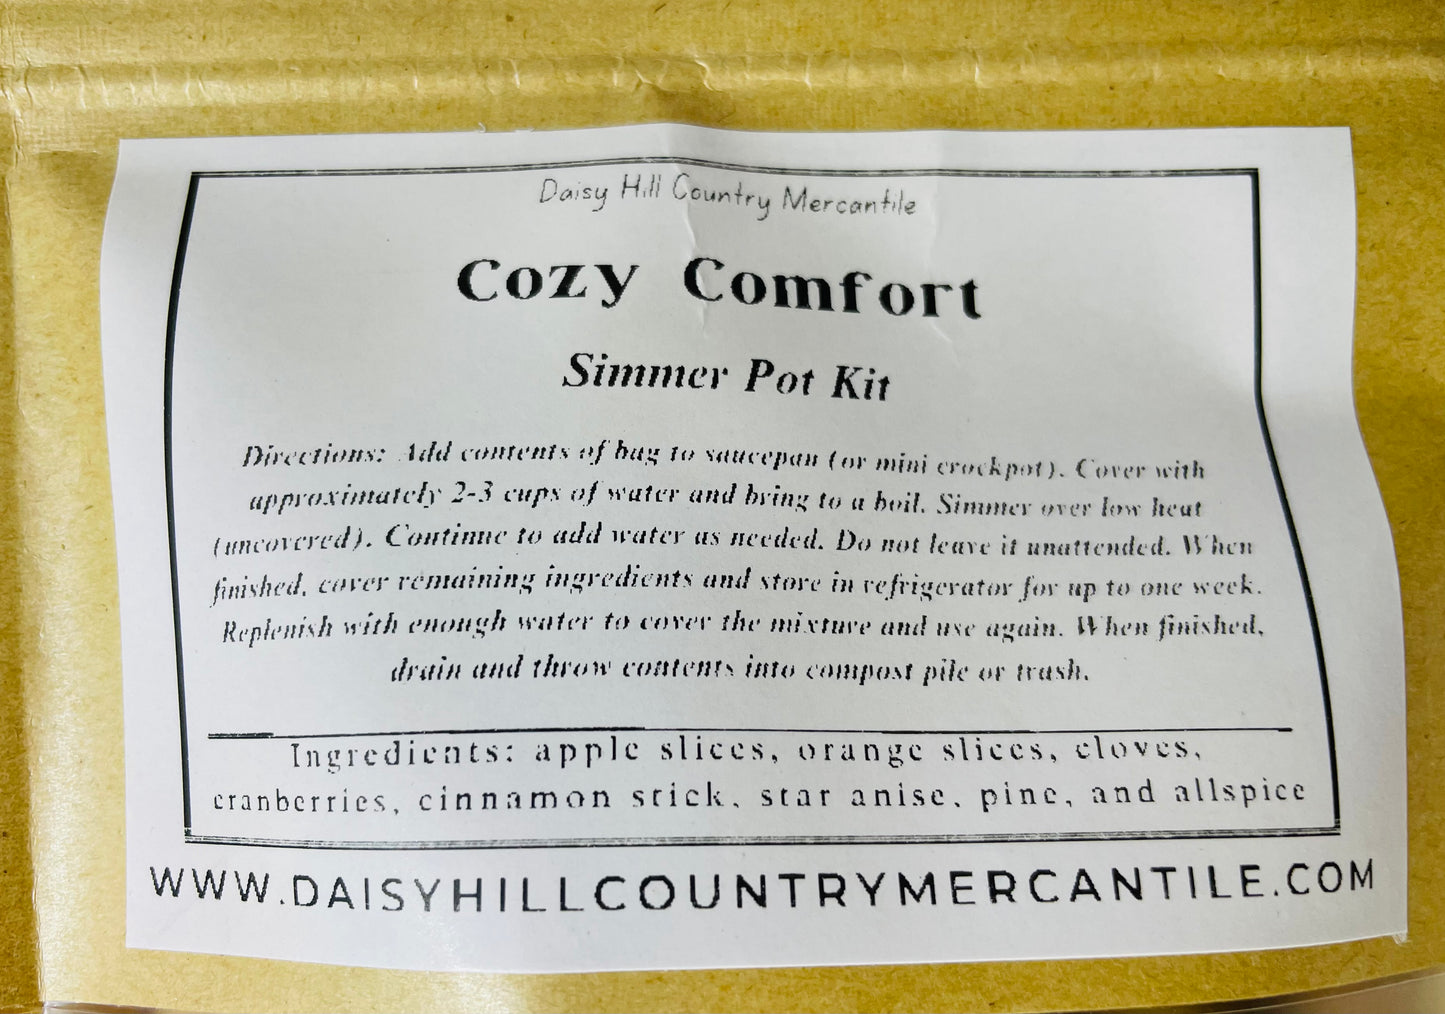 Daisy Hill Country Mercantile
Cozy Comfort
Simmer Pot Kit
Directions: Add contents of bag to saucepan (or mini crockpot). Cover with
approximately 2-3 cups of water and bring to a boil. Simmer over low heat
(uncovered). Continue to add water as needed. Do not leave it unattended. When
finished, cover remaining ingredients and store in refrigerator for up to one week.
Replenish with enough water to cover the mixture and use again. When finished,
drain and throw contents into compost pile or trash.
Ingredients: apple slices, orange slices, cloves,
cranberries, cinnamon stick, star anise, pine, and allspice
WWW.DAISYHILLCOUNTRYMERCANTILE.COM